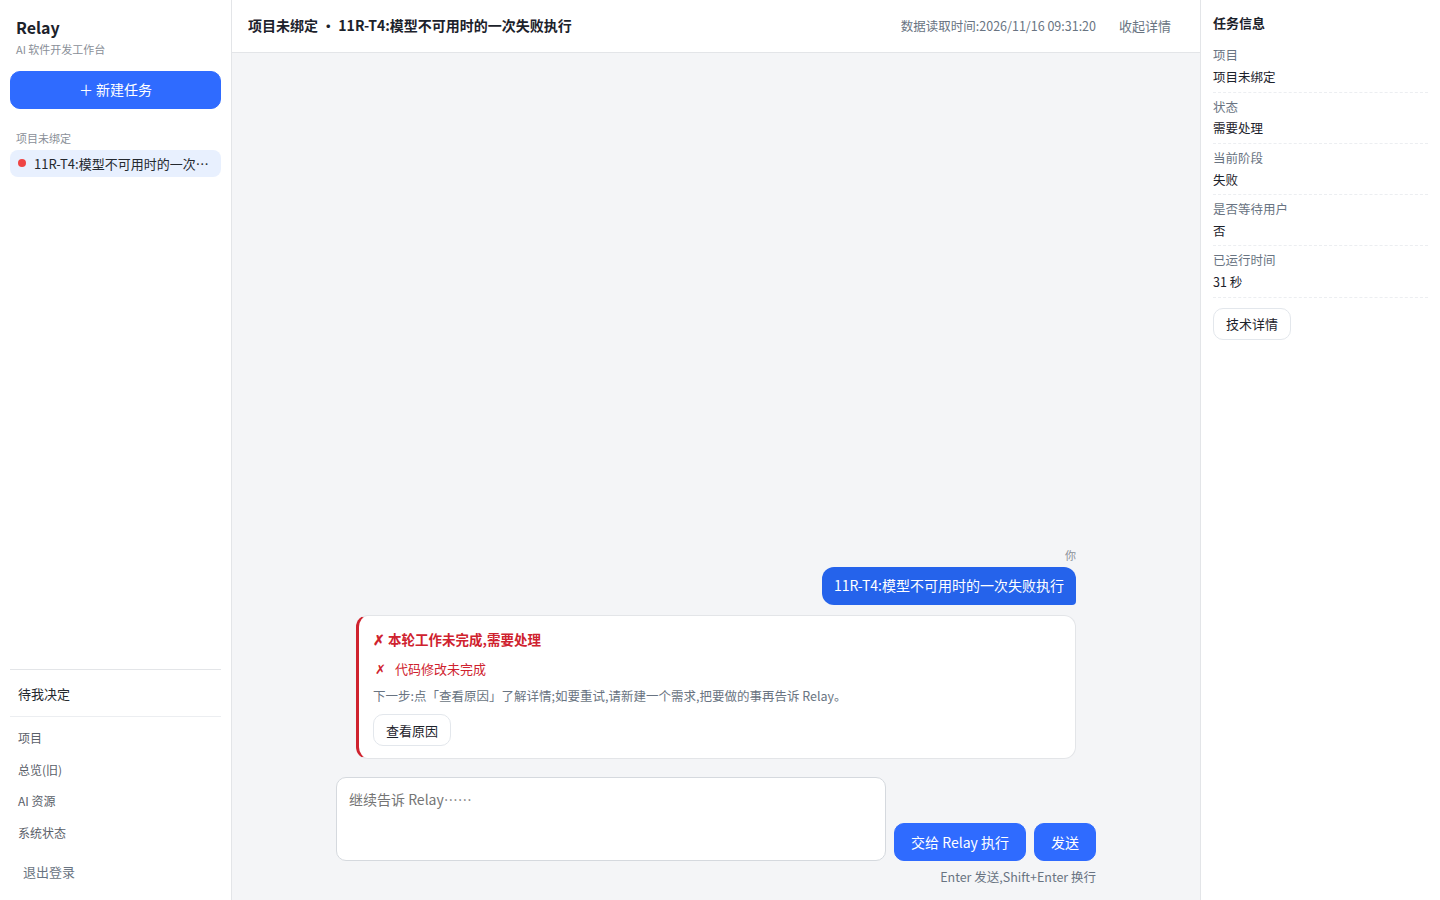 Relay
AI 软件开发工作台
＋ 新建任务
项目未绑定
11R-T4:模型不可用时的一次…
待我决定
项目
总览(旧)
AI 资源
系统状态
退出登录
项目未绑定 · 11R-T4:模型不可用时的一次失败执行
数据读取时间:2026/11/16 09:31:20
收起详情
你
11R-T4:模型不可用时的一次失败执行
✗ 本轮工作未完成,需要处理
✗ 代码修改未完成
下一步:点「查看原因」了解详情;如要重试,请新建一个需求,把要做的事再告诉 Relay。
查看原因
继续告诉 Relay……
交给 Relay 执行
发送
Enter 发送,Shift+Enter 换行
任务信息
项目
项目未绑定
状态
需要处理
当前阶段
失败
是否等待用户
否
已运行时间
31 秒
技术详情